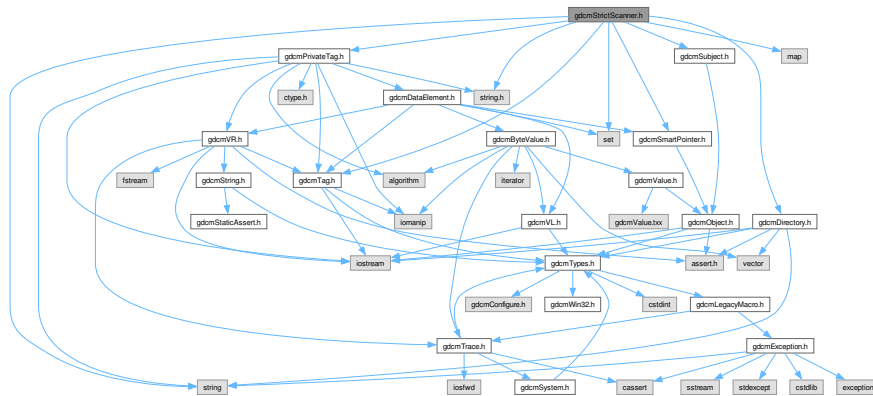 gdcmStrictScanner.h
gdcmPrivateTag.h
gdcmSubject.h
map
ctype.h
gdcmDataElement.h
string.h
gdcmVR.h
gdcmByteValue.h
set
gdcmSmartPointer.h
fstream
gdcmString.h
gdcmTag.h
algorithm
iterator
gdcmValue.h
gdcmStaticAssert.h
iomanip
gdcmVL.h
gdcmValue.txx
gdcmObject.h
gdcmDirectory.h
iostream
gdcmTypes.h
assert.h
vector
gdcmConfigure.h
gdcmWin32.h
cstdint
gdcmLegacyMacro.h
gdcmTrace.h
gdcmException.h
string
iosfwd
gdcmSystem.h
cassert
sstream
stdexcept
cstdlib
exception